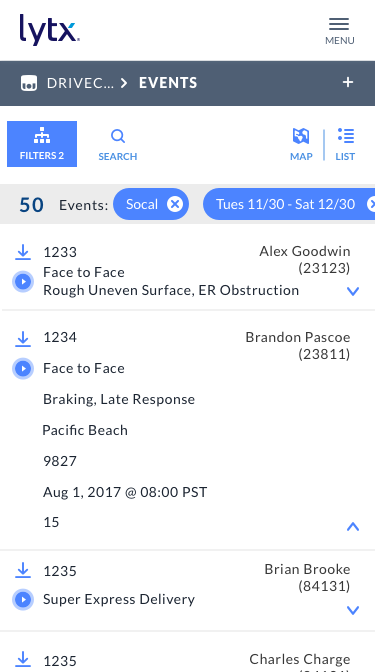 lytx
MENU
DRIVEC... > EVENTS +
FILTERS 2
SEARCH
MAP
LIST
50 Events: Socal Tues 11/30 - Sat 12/30
1233
Alex Goodwin
(23123)
Face to Face
Rough Uneven Surface, ER Obstruction
1234
Brandon Pascoe
(23811)
Face to Face
Braking, Late Response
Pacific Beach
9827
Aug 1, 2017 @ 08:00 PST
15
1235
Brian Brooke
(84131)
Super Express Delivery
1235
Charles Charge